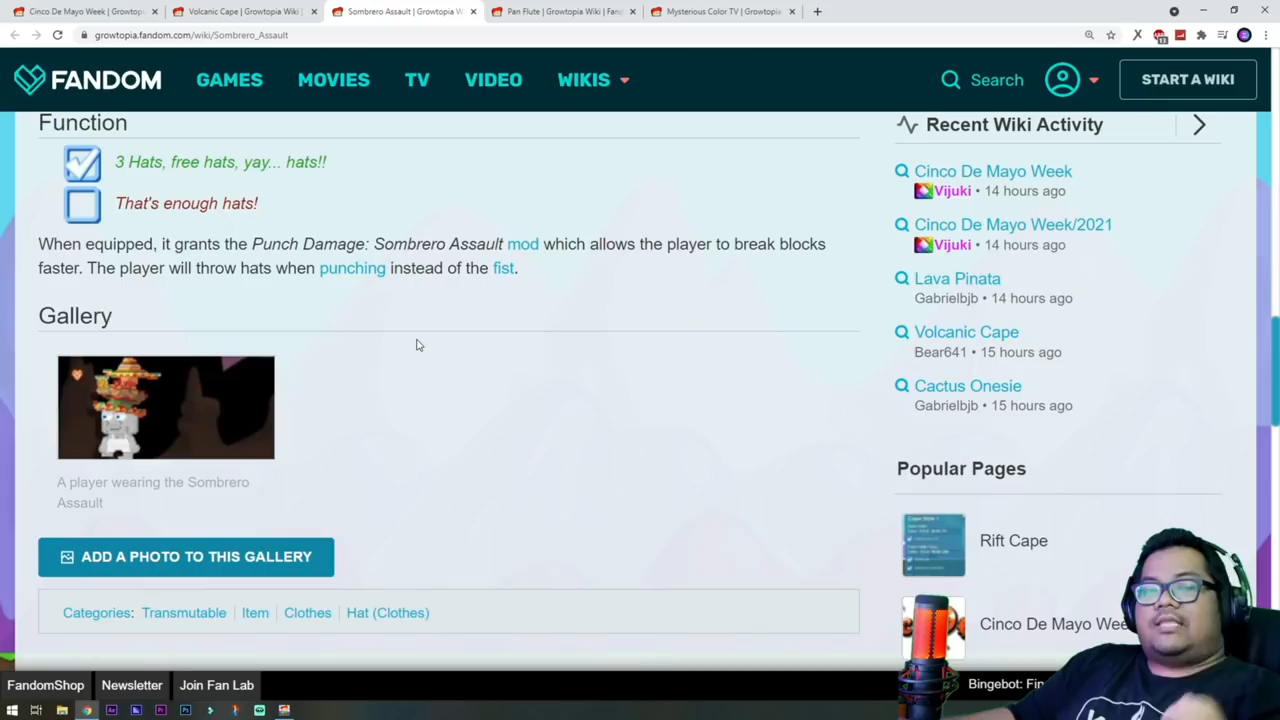 Cinco De Mayo Week | Growtop
Volcanic Cape | Growtopia Wiki |
Sombrero Assault | Growtopia W
Pan Flute | Growtopia Wiki | Fan
Mysterious Color TV | Growtopia
growtopia.fandom.com/wiki/Sombrero_Assault
FANDOM
GAMES
MOVIES
TV
VIDEO
WIKIS
Search
START A WIKI
Function
3 Hats, free hats, yay... hats!!
That's enough hats!
When equipped, it grants the Punch Damage: Sombrero Assault mod which allows the player to break blocks
faster. The player will throw hats when punching instead of the fist.
Gallery
A player wearing the Sombrero
Assault
ADD A PHOTO TO THIS GALLERY
Categories: Transmutable Item Clothes Hat (Clothes)
Recent Wiki Activity
Cinco De Mayo Week
Vijuki • 14 hours ago
Cinco De Mayo Week/2021
Vijuki • 14 hours ago
Lava Pinata
Gabrielbjb • 14 hours ago
Volcanic Cape
Bear641 • 15 hours ago
Cactus Onesie
Gabrielbjb • 15 hours ago
Popular Pages
Rift Cape
Cinco De Mayo Wee
FandomShop
Newsletter
Join Fan Lab
Bingebot: Fin